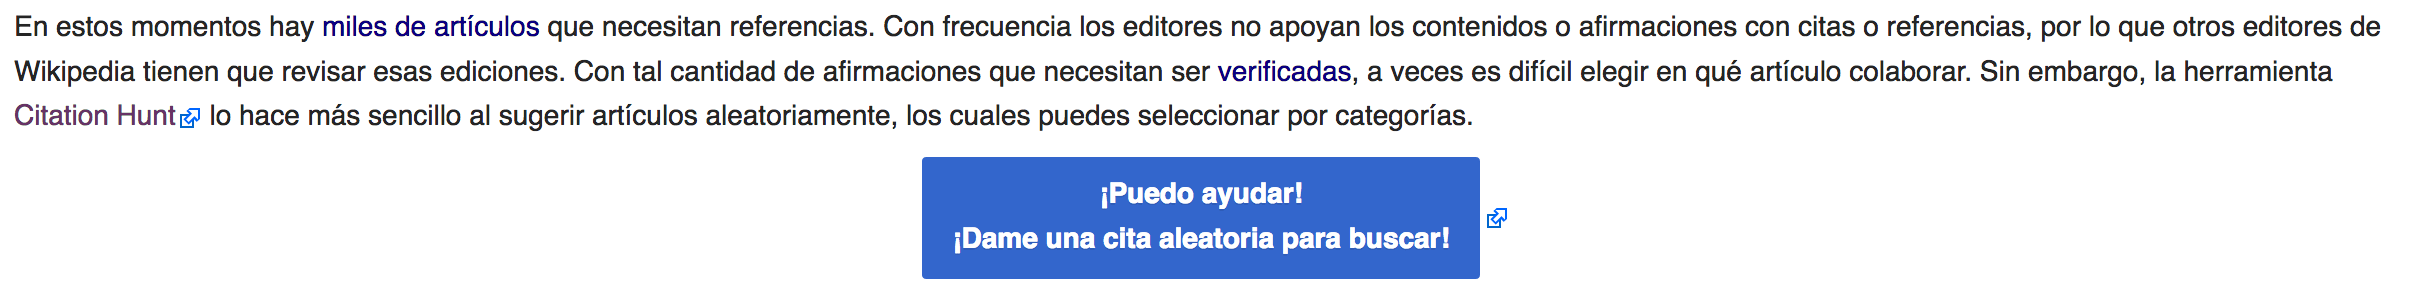 En estos momentos hay miles de artículos que necesitan referencias. Con frecuencia los editores no apoyan los contenidos o afirmaciones con citas o referencias, por lo que otros editores de
Wikipedia tienen que revisar esas ediciones. Con tal cantidad de afirmaciones que necesitan ser verificadas, a veces es difícil elegir en qué artículo colaborar. Sin embargo, la herramienta
Citation Hunt lo hace más sencillo al sugerir artículos aleatoriamente, los cuales puedes seleccionar por categorías.
¡Puedo ayudar!
¡Dame una cita aleatoria para buscar!